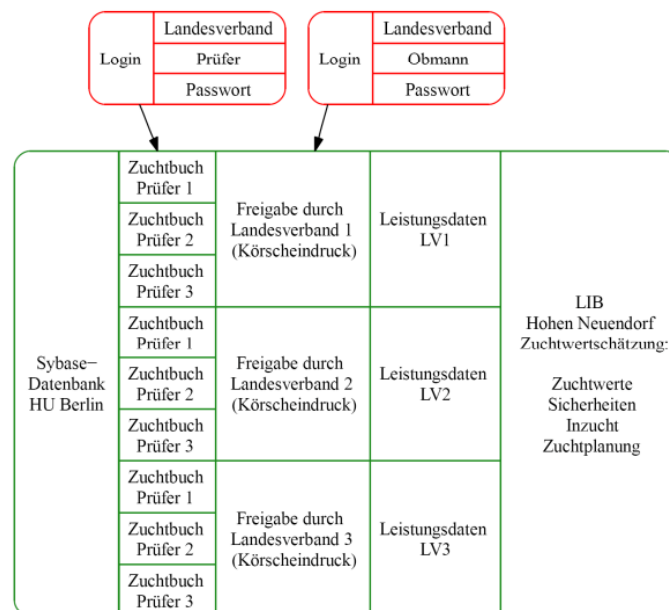 Login
Landesverband
Prüfer
Passwort
Login
Landesverband
Obmann
Passwort
Sybase−
Datenbank
HU Berlin
Zuchtbuch
Prüfer 1
Zuchtbuch
Prüfer 2
Zuchtbuch
Prüfer 3
Freigabe durch
Landesverband 1
(Körscheindruck)
Leistungsdaten
LV1
Zuchtbuch
Prüfer 1
Zuchtbuch
Prüfer 2
Zuchtbuch
Prüfer 3
Freigabe durch
Landesverband 2
(Körscheindruck)
Leistungsdaten
LV2
Zuchtbuch
Prüfer 1
Zuchtbuch
Prüfer 2
Zuchtbuch
Prüfer 3
Freigabe durch
Landesverband 3
(Körscheindruck)
Leistungsdaten
LV3
LIB
Hohen Neuendorf
Zuchtwertschätzung:
Zuchtwerte
Sicherheiten
Inzucht
Zuchtplanung